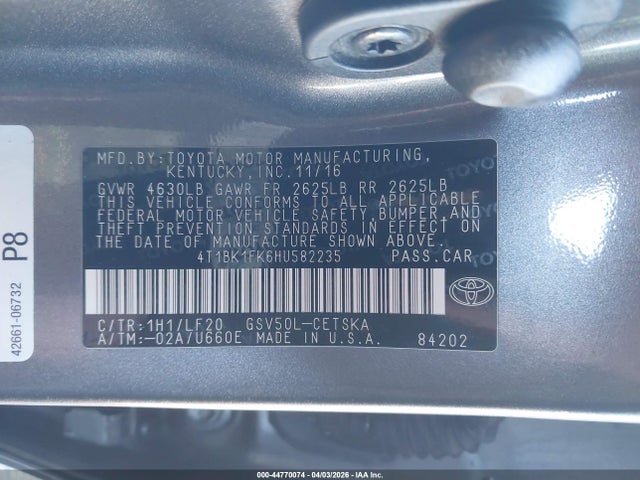 MFD.BY:TOYOTA MOTOR MANUFACTURING,
KENTUCKY,INC.11/16
GVWR 4630LB GAWR FR 2625LB RR 2625LB
THIS VEHICLE CONFORMS TO ALL APPLICABLE
FEDERAL MOTOR VEHICLE SAFETY,BUMPER,AND
THEFT PREVENTION STANDARDS IN EFFECT ON
THE DATE OF MANUFACTURE SHOWN ABOVE.
4T1BK1FK6HU582235 PASS.CAR
C/TR:1H1/LF20 GSV50L-CETSKA
A/TM:-02A/U660E MADE IN U.S.A. 84202
P8
42661-06732
000-44770074 | 04/03/2026 | IAA Inc.